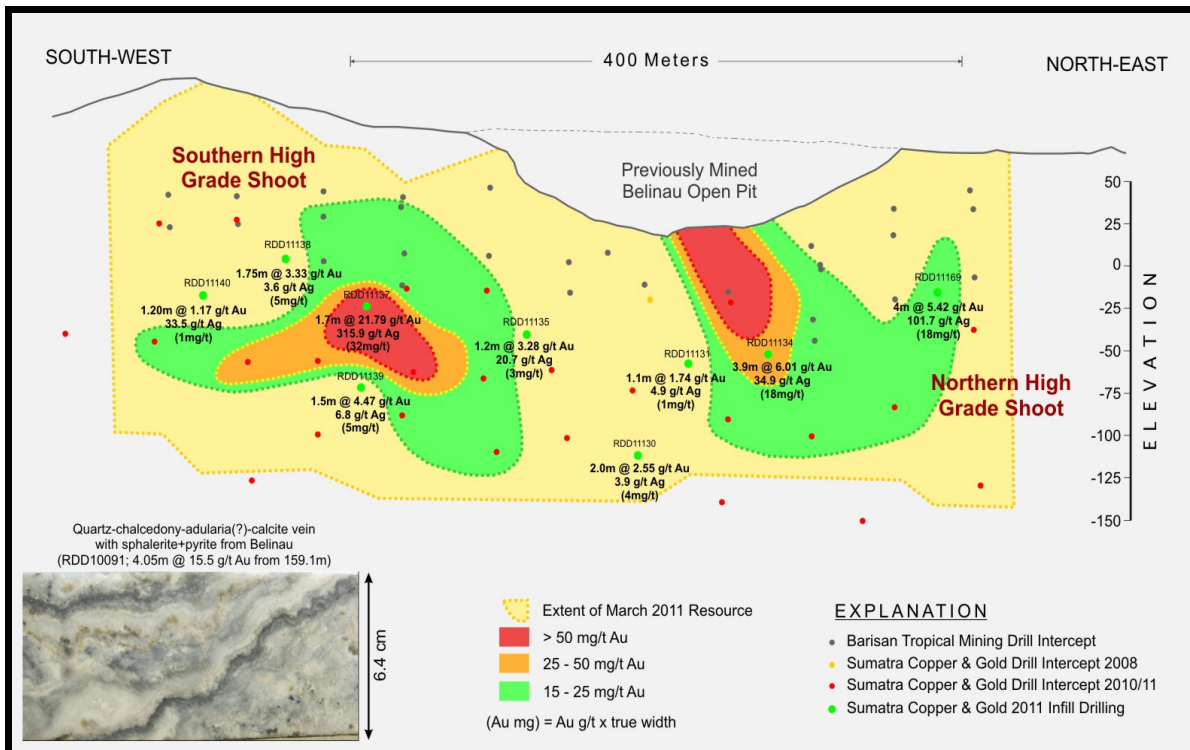 SOUTH-WEST
400 Meters
NORTH-EAST
Southern High
Grade Shoot
Previously Mined
Belinau Open Pit
50
25
0
-25
-50
-75
-100
-125
-150
ELEVATION
RDD11138
1.75m @ 3.33 g/t Au
3.6 g/t Ag
(5mg/t)
RDD11140
1.20m @ 1.17 g/t Au
33.5 g/t Ag
(1mg/t)
RDD11137
1.7m @ 21.79 g/t Au
315.9 g/t Ag
(32mg/t)
RDD11139
1.5m @ 4.47 g/t Au
6.8 g/t Ag
(5mg/t)
RDD11135
1.2m @ 3.28 g/t Au
20.7 g/t Ag
(3mg/t)
RDD11131
1.1m @ 1.74 g/t Au
4.9 g/t Ag
(1mg/t)
RDD11130
2.0m @ 2.55 g/t Au
3.9 g/t Ag
(4mg/t)
RDD11134
3.9m @ 6.01 g/t Au
34.9 g/t Ag
(18mg/t)
RDD11169
4m @ 5.42 g/t Au
101.7 g/t Ag
(18mg/t)
Northern High
Grade Shoot
Quartz-chalcedony-adularia(?)-calcite vein
with sphalerite+pyrite from Belinau
(RDD10091; 4.05m @ 15.5 g/t Au from 159.1m)
6.4 cm
Extent of March 2011 Resource
> 50 mg/t Au
25 - 50 mg/t Au
15 - 25 mg/t Au
(Au mg) = Au g/t x true width
EXPLANATION
Barisan Tropical Mining Drill Intercept
Sumatra Copper & Gold Drill Intercept 2008
Sumatra Copper & Gold Drill Intercept 2010/11
Sumatra Copper & Gold 2011 Infill Drilling